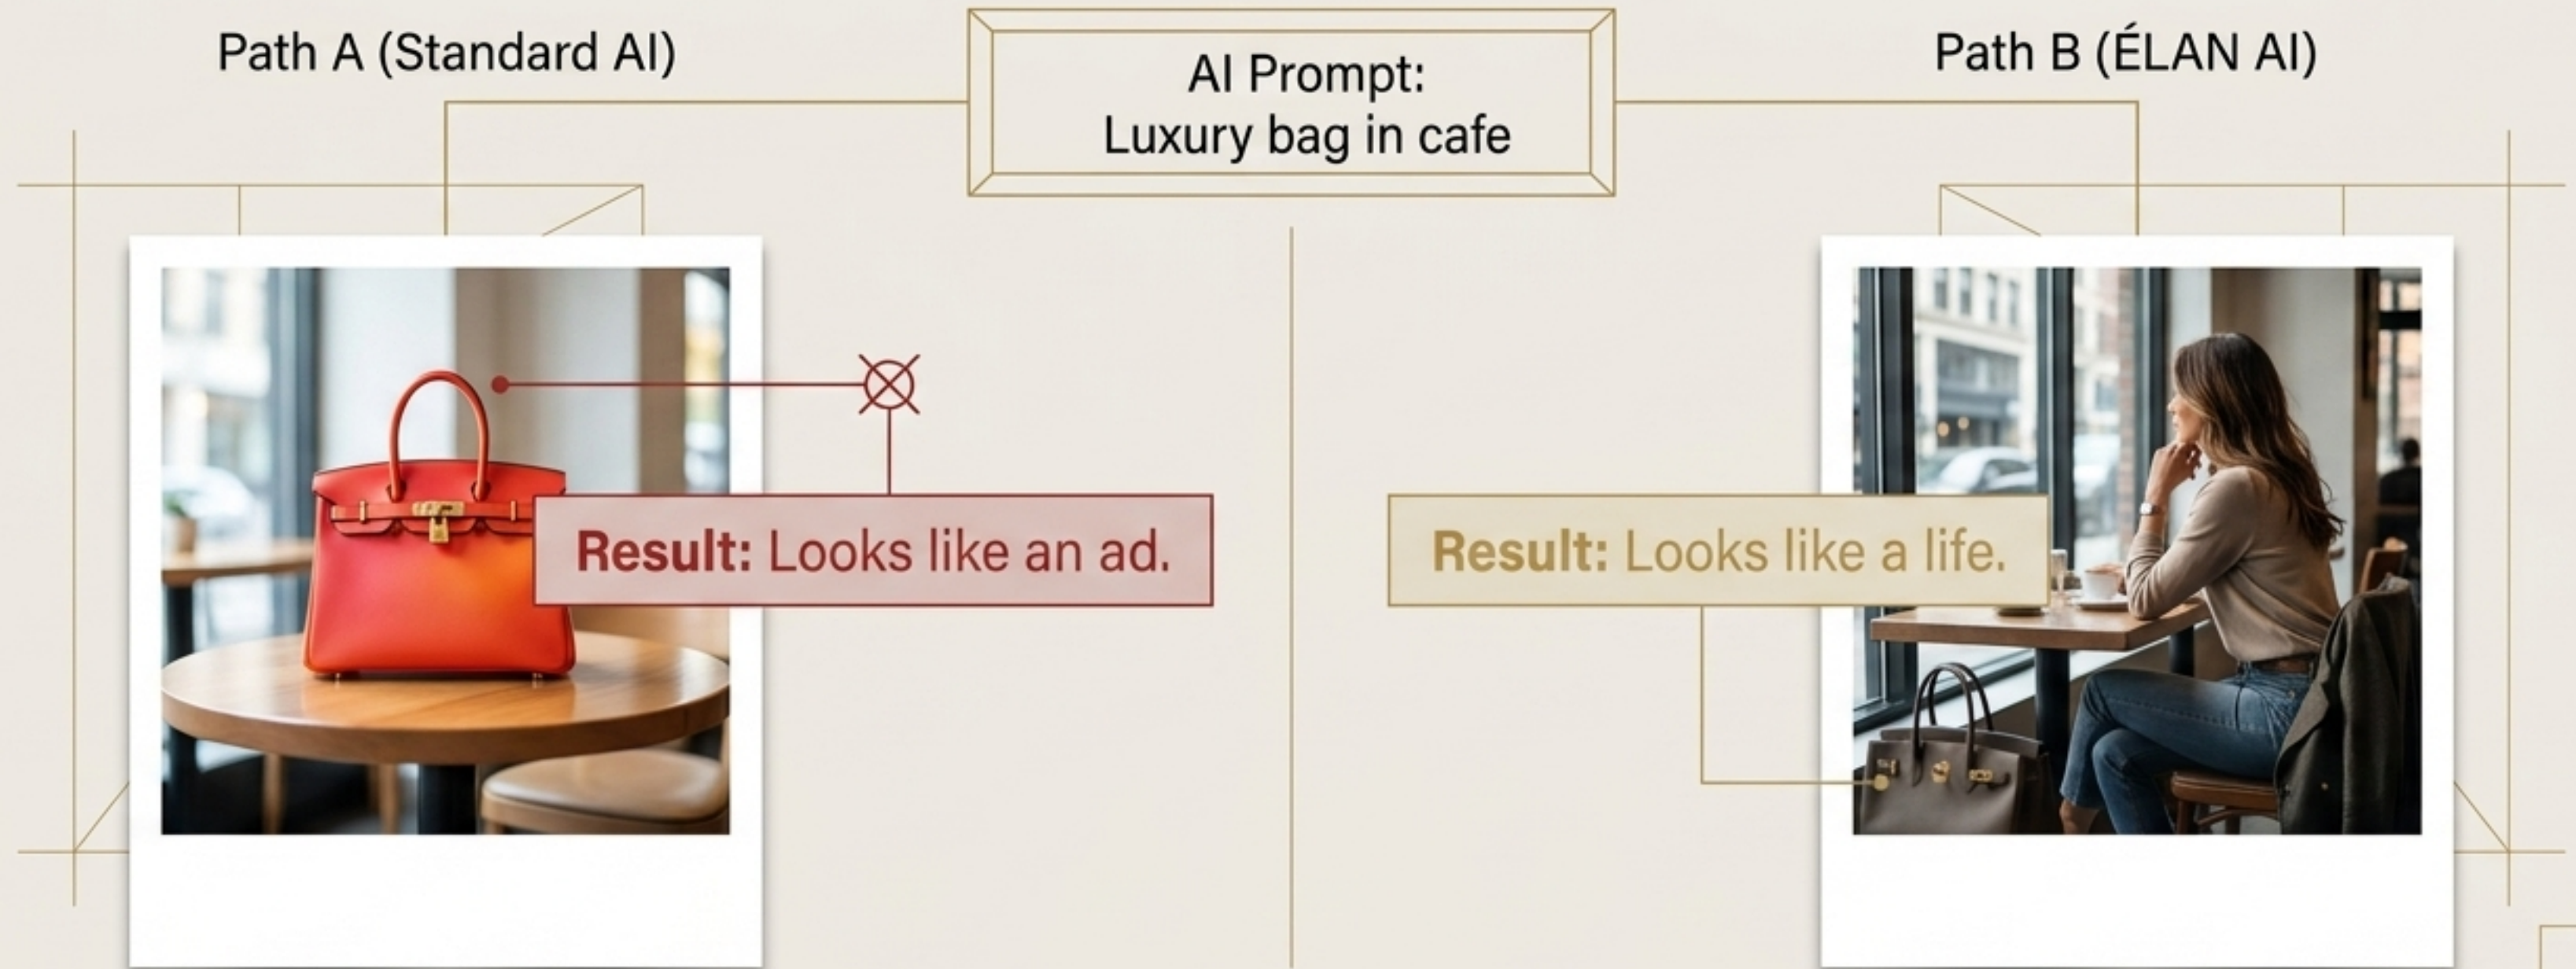 Path A (Standard AI)
AI Prompt:
Luxury bag in cafe
Path B (ÉLAN AI)
Result: Looks like an ad.
Result: Looks like a life.